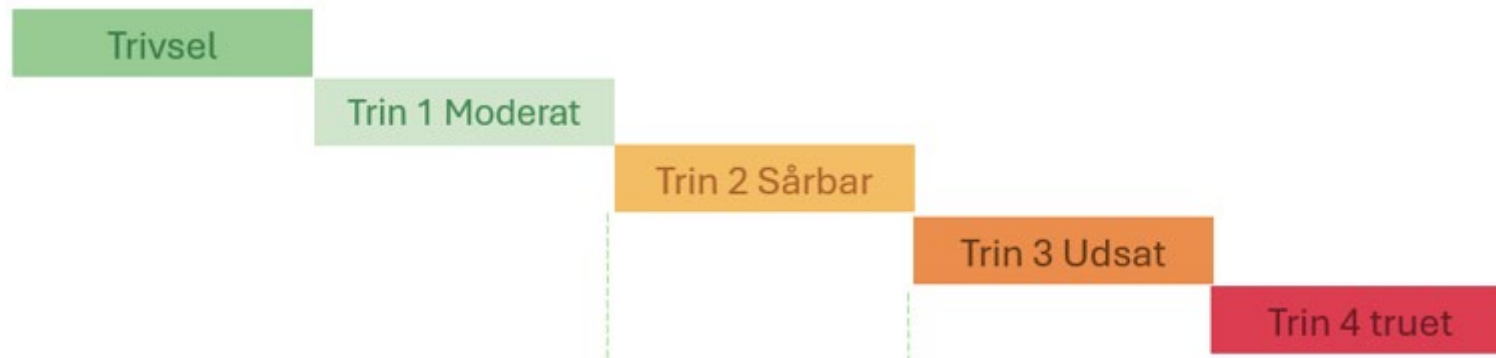 Trivsel
Trin 1 Moderat
Trin 2 Sårbar
Trin 3 Udsat
Trin 4 truet